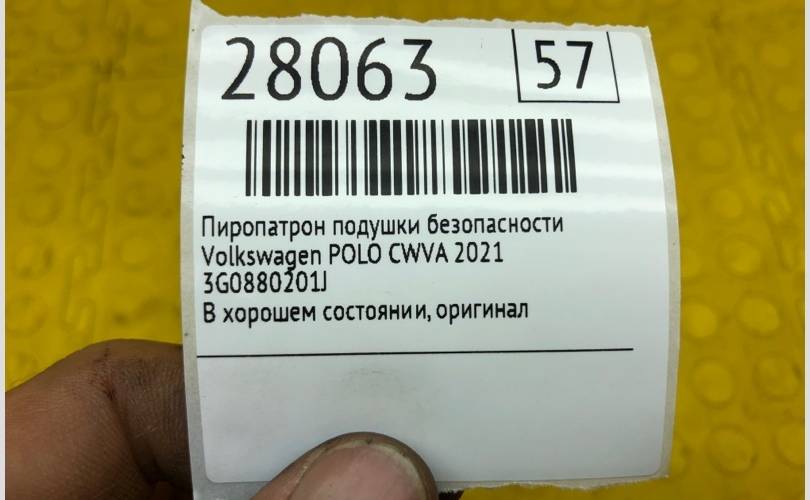 28063 57
Пиропатрон подушки безопасности
Volkswagen POLO CWVA 2021
3G0880201J
В хорошем состоянии, оригинал